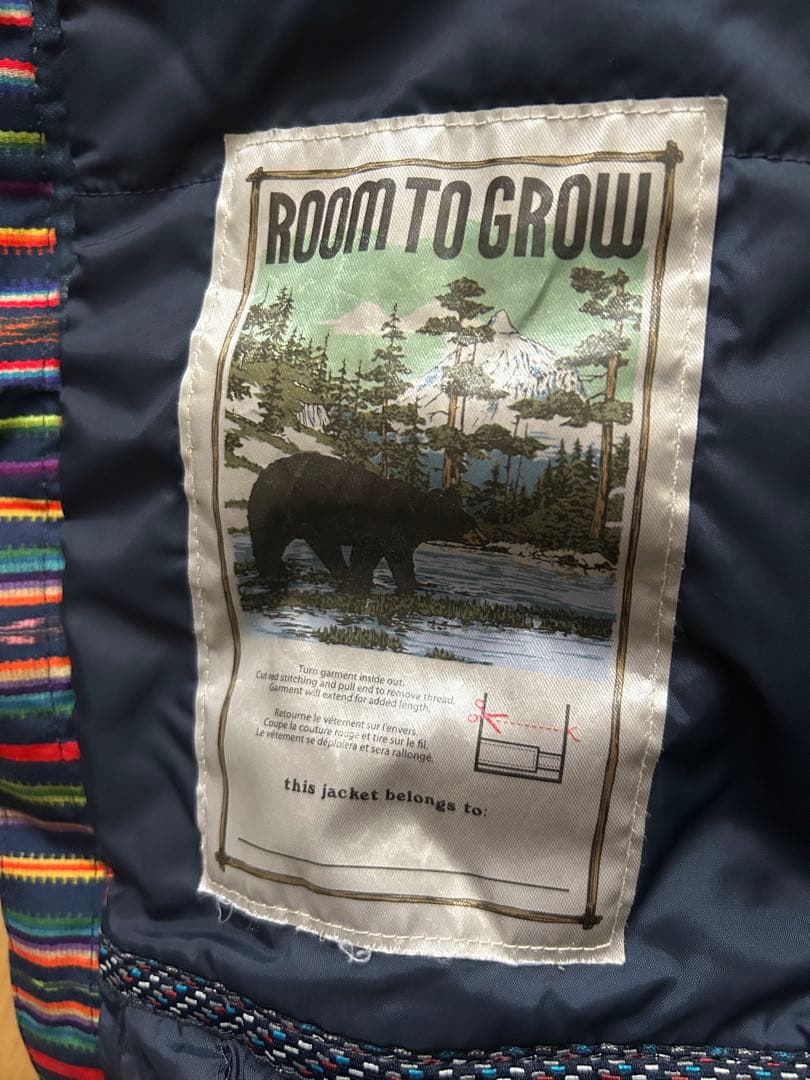 ROOM TO GROW
Turn garment inside out.
Cut red stitching and pull end to remove thread.
Garment will extend for added length.
Retourne le vêtement sur l'envers.
Coupe la couture rouge et tire sur le fil.
Le vêtement se déploiera et sera rallongé.
this jacket belongs to: